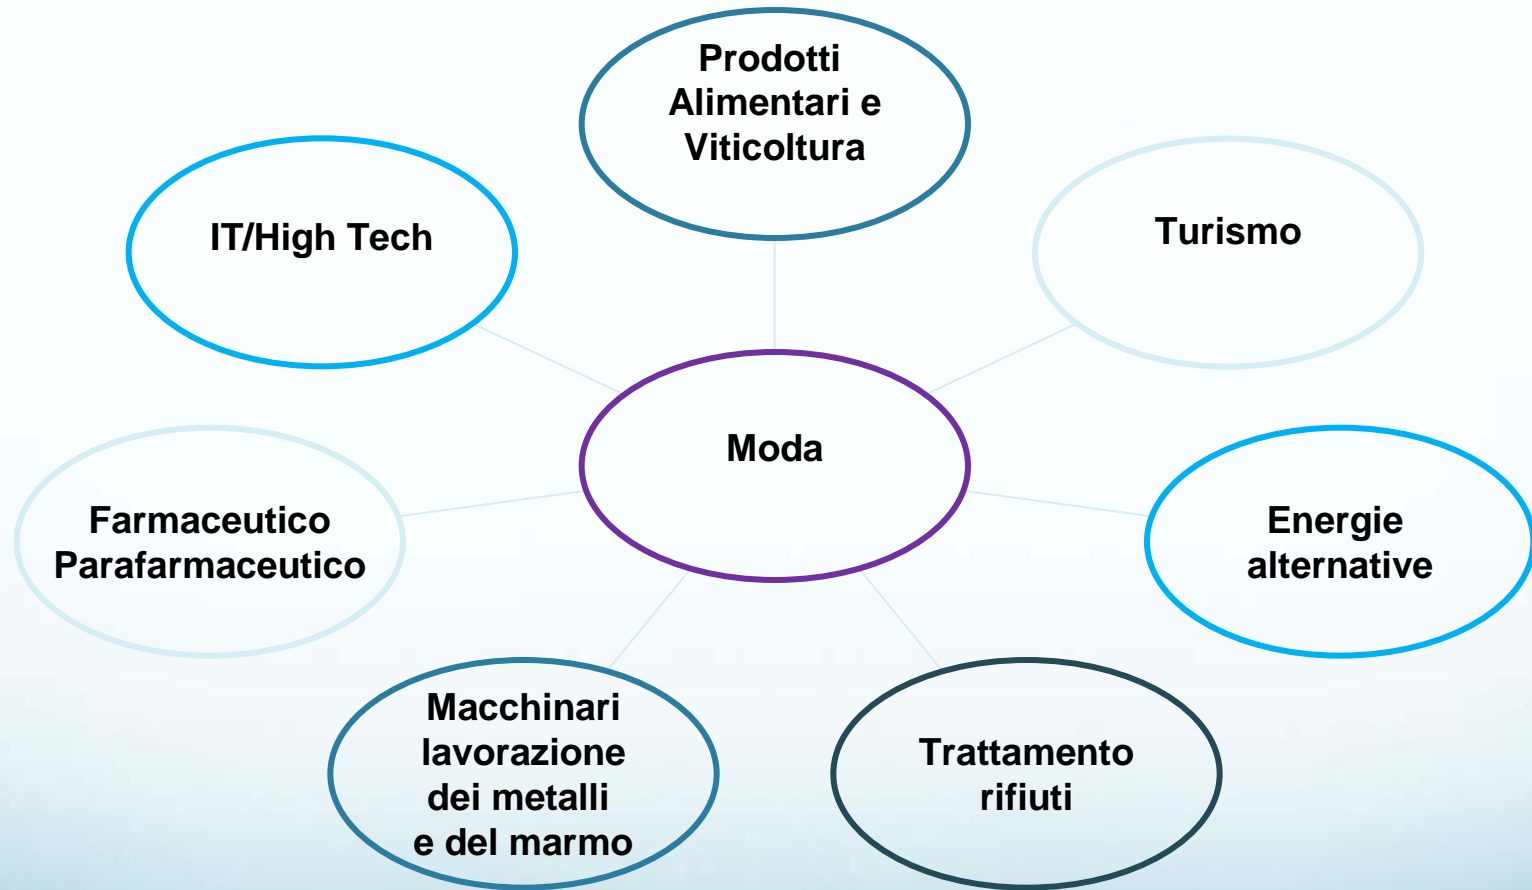 Prodotti
Alimentari e
Viticoltura
IT/High Tech
Turismo
Moda
Farmaceutico
Parafarmaceutico
Energie
alternative
Macchinari
lavorazione
dei metalli
e del marmo
Trattamento
rifiuti